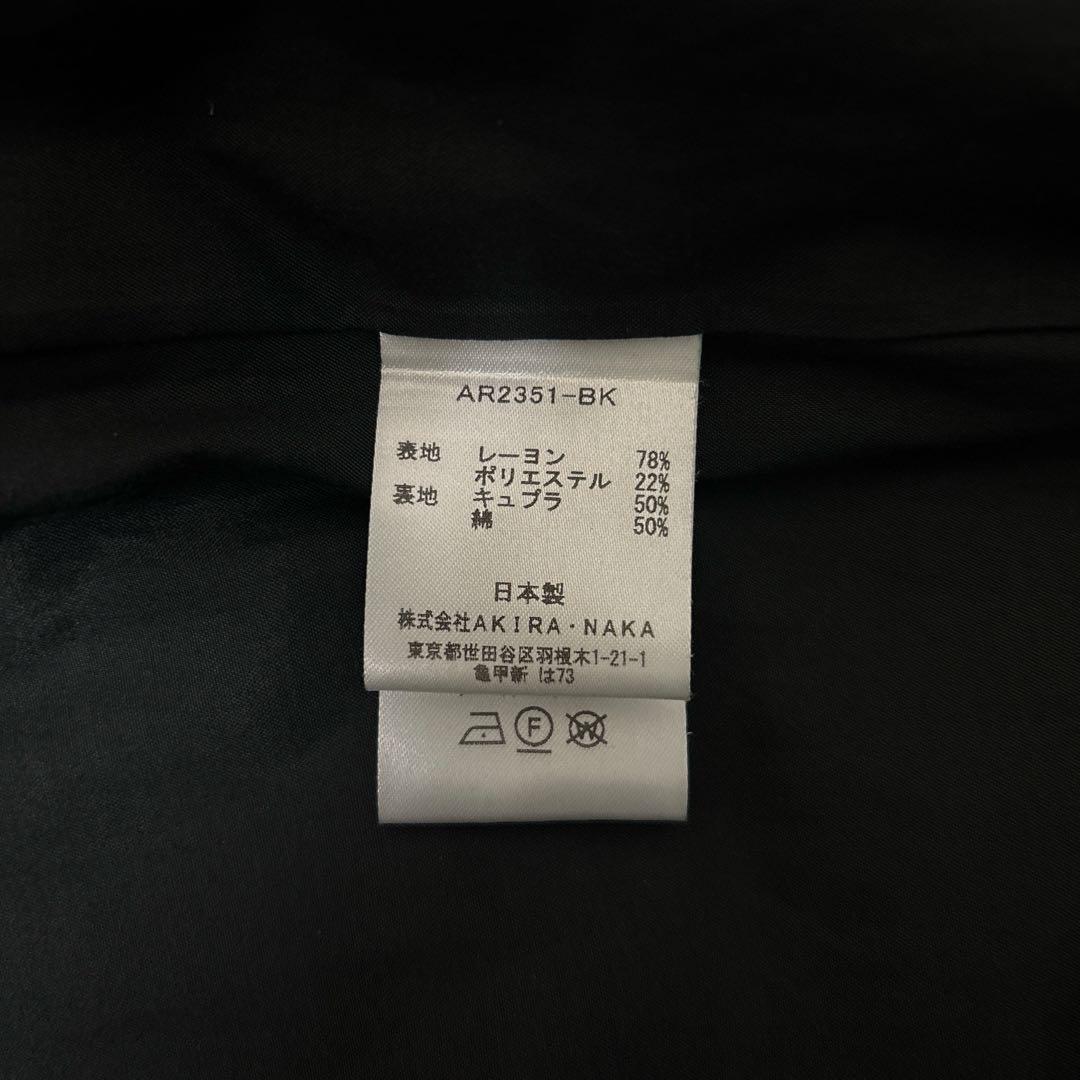 AR2351-BK
表地 レーヨン 78%
ポリエステル 22%
裏地 キュプラ 50%
綿 50%
日本製
株式会社AKIRA・NAKA
東京都世田谷区羽根木1-21-1
亀甲新 は73
F W